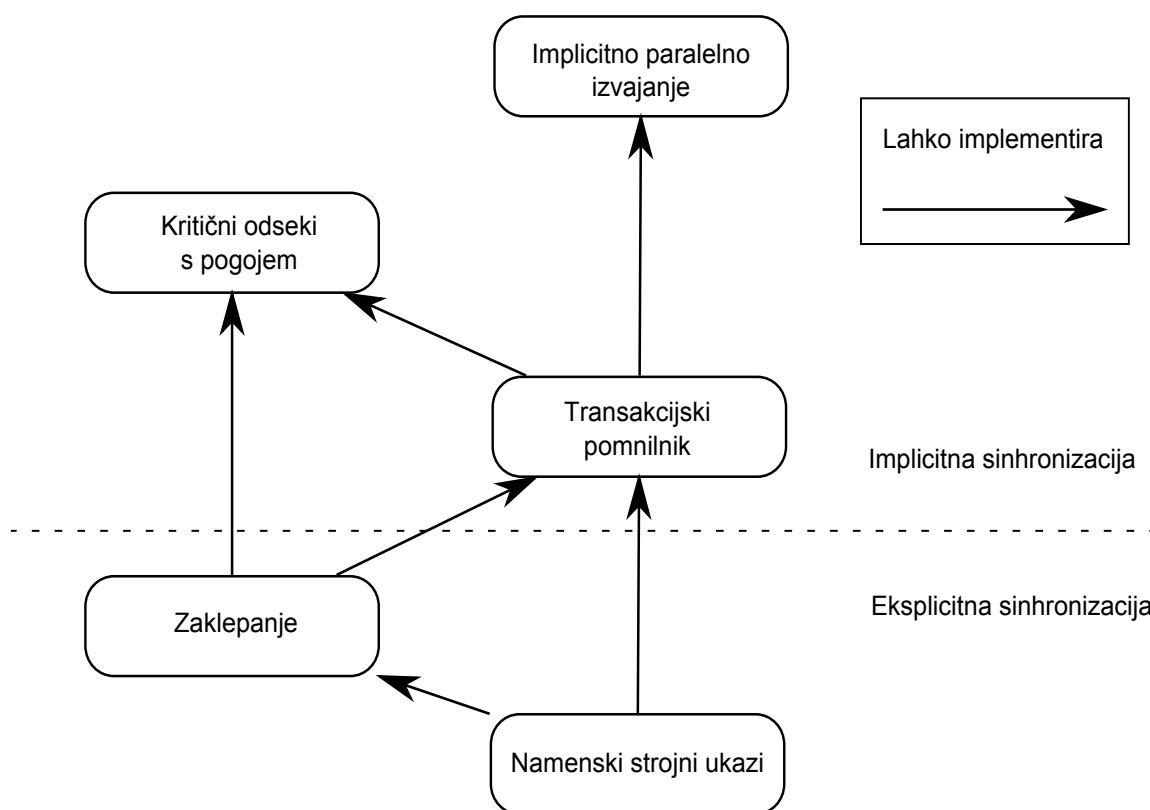 Implicitno paralelno
izvajanje
Lahko implementira
Kritični odseki
s pogojem
Transakcijski
pomnilnik
Implicitna sinhronizacija
Eksplicitna sinhronizacija
Zaklepanje
Namenski strojni ukazi